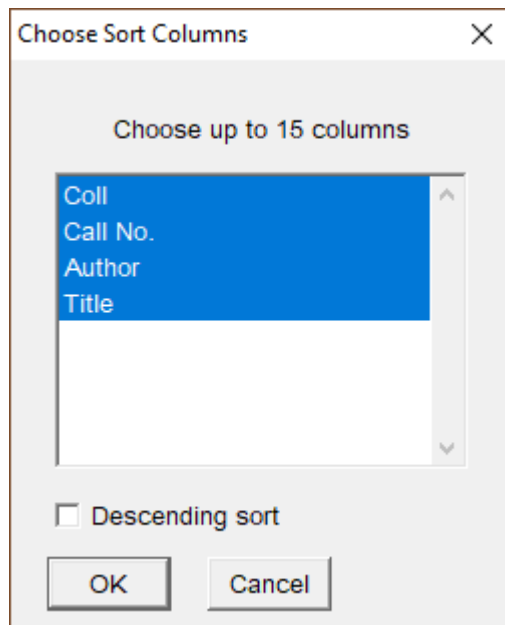 Choose Sort Columns
Choose up to 15 columns
Coll
Call No.
Author
Title
Descending sort
OK
Cancel